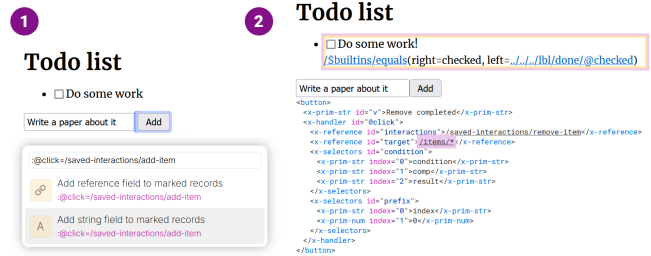 1
Todo list
Do some work
Write a paper about it Add
:@click=/saved-interactions/add-item
Add reference field to marked records
:@click=/saved-interactions/add-item
A Add string field to marked records
:@click=/saved-interactions/add-item
2
Todo list
Do some work!
/$builtins/equals(right=checked, left=../../../lbl/done/@checked)
Write a paper about it Add
<button>
<x-prim-str id="v">Remove completed</x-prim-str>
<x-handler id="@click">
<x-reference id="interactions">/saved-interactions/remove-item</x-reference>
<x-reference id="target">/items/*</x-reference>
<x-selectors id="condition">
<x-prim-str index="0">condition</x-prim-str>
<x-prim-str index="1">comp</x-prim-str>
<x-prim-str index="2">result</x-prim-str>
</x-selectors>
<x-selectors id="prefix">
<x-prim-str index="0">index</x-prim-str>
<x-prim-num index="1">0</x-prim-num>
</x-selectors>
</x-handler>
</button>